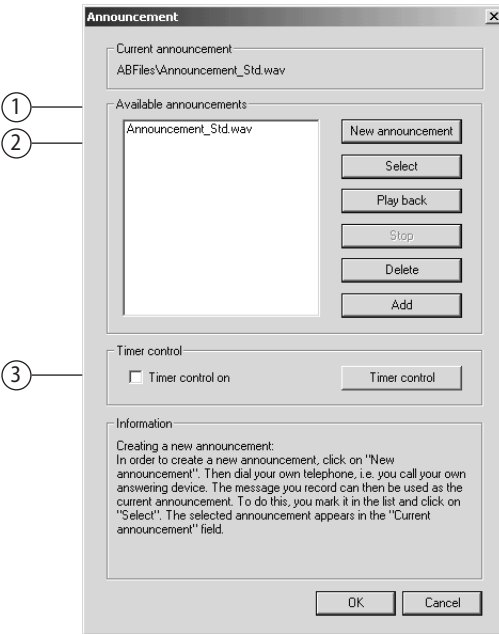 Announcement
Current announcement
ABFiles\Announcement_Std.wav
1
Available announcements
2
Announcement_Std.wav
New announcement
Select
Play back
Stop
Delete
Add
Timer control
3
Timer control on
Timer control
Information
Creating a new announcement:
In order to create a new announcement, click on "New
announcement". Then dial your own telephone, i.e. you call your own
answering device. The message you record can then be used as the
current announcement. To do this, you mark it in the list and click on
"Select". The selected announcement appears in the "Current
announcement" field.
OK
Cancel